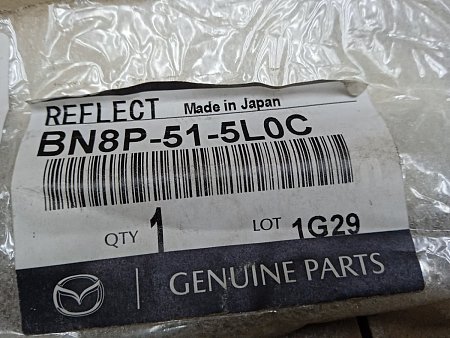 REFLECT Made in Japan
BN8P-51-5L0C
QTY 1 LOT 1G29
GENUINE PARTS